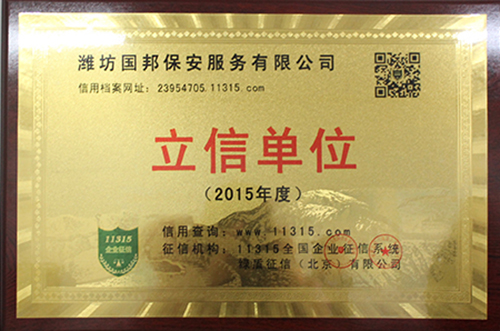 潍坊国邦保安服务有限公司
信用档案网址：23954705.11315.com
立信单位
（2015年度）
信用查询：www.11315.com
征信机构：11315全国企业征信系统
绿盾征信（北京）有限公司
11315
企业征信